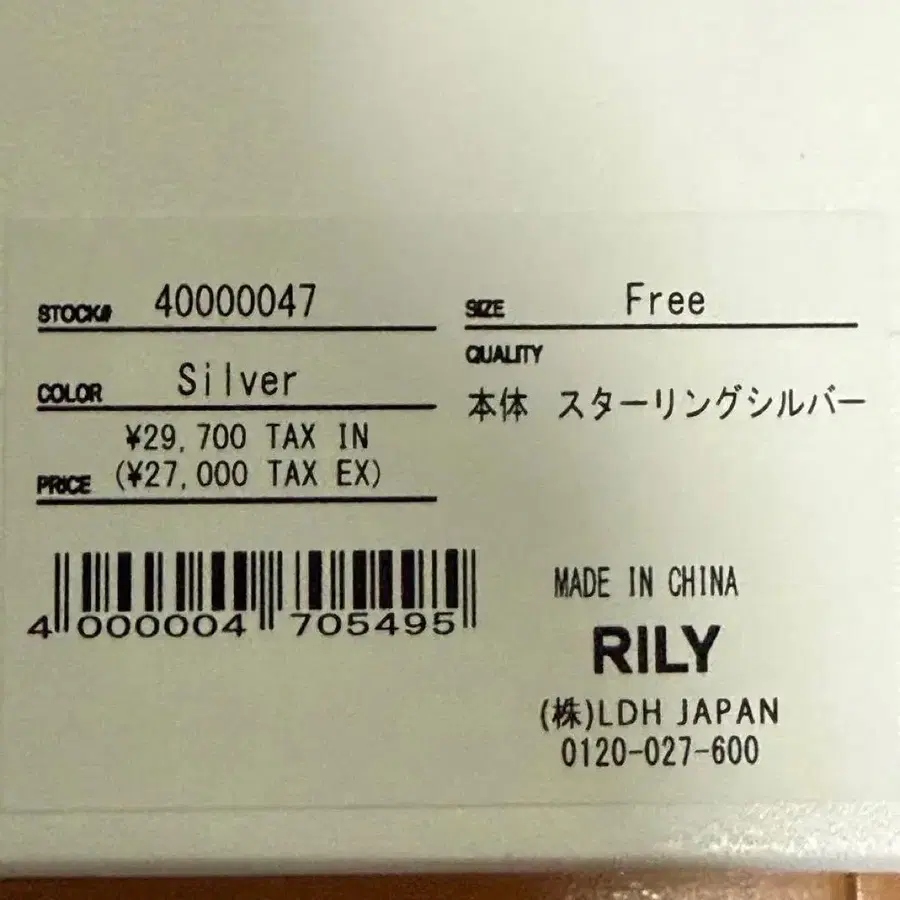 STOCK# 40000047
SIZE Free
COLOR Silver
QUALITY
本体 スターリングシルバー
¥29,700 TAX IN
PRICE (¥27,000 TAX EX)
4 000004 705495
MADE IN CHINA
RILY
(株)LDH JAPAN
0120-027-600